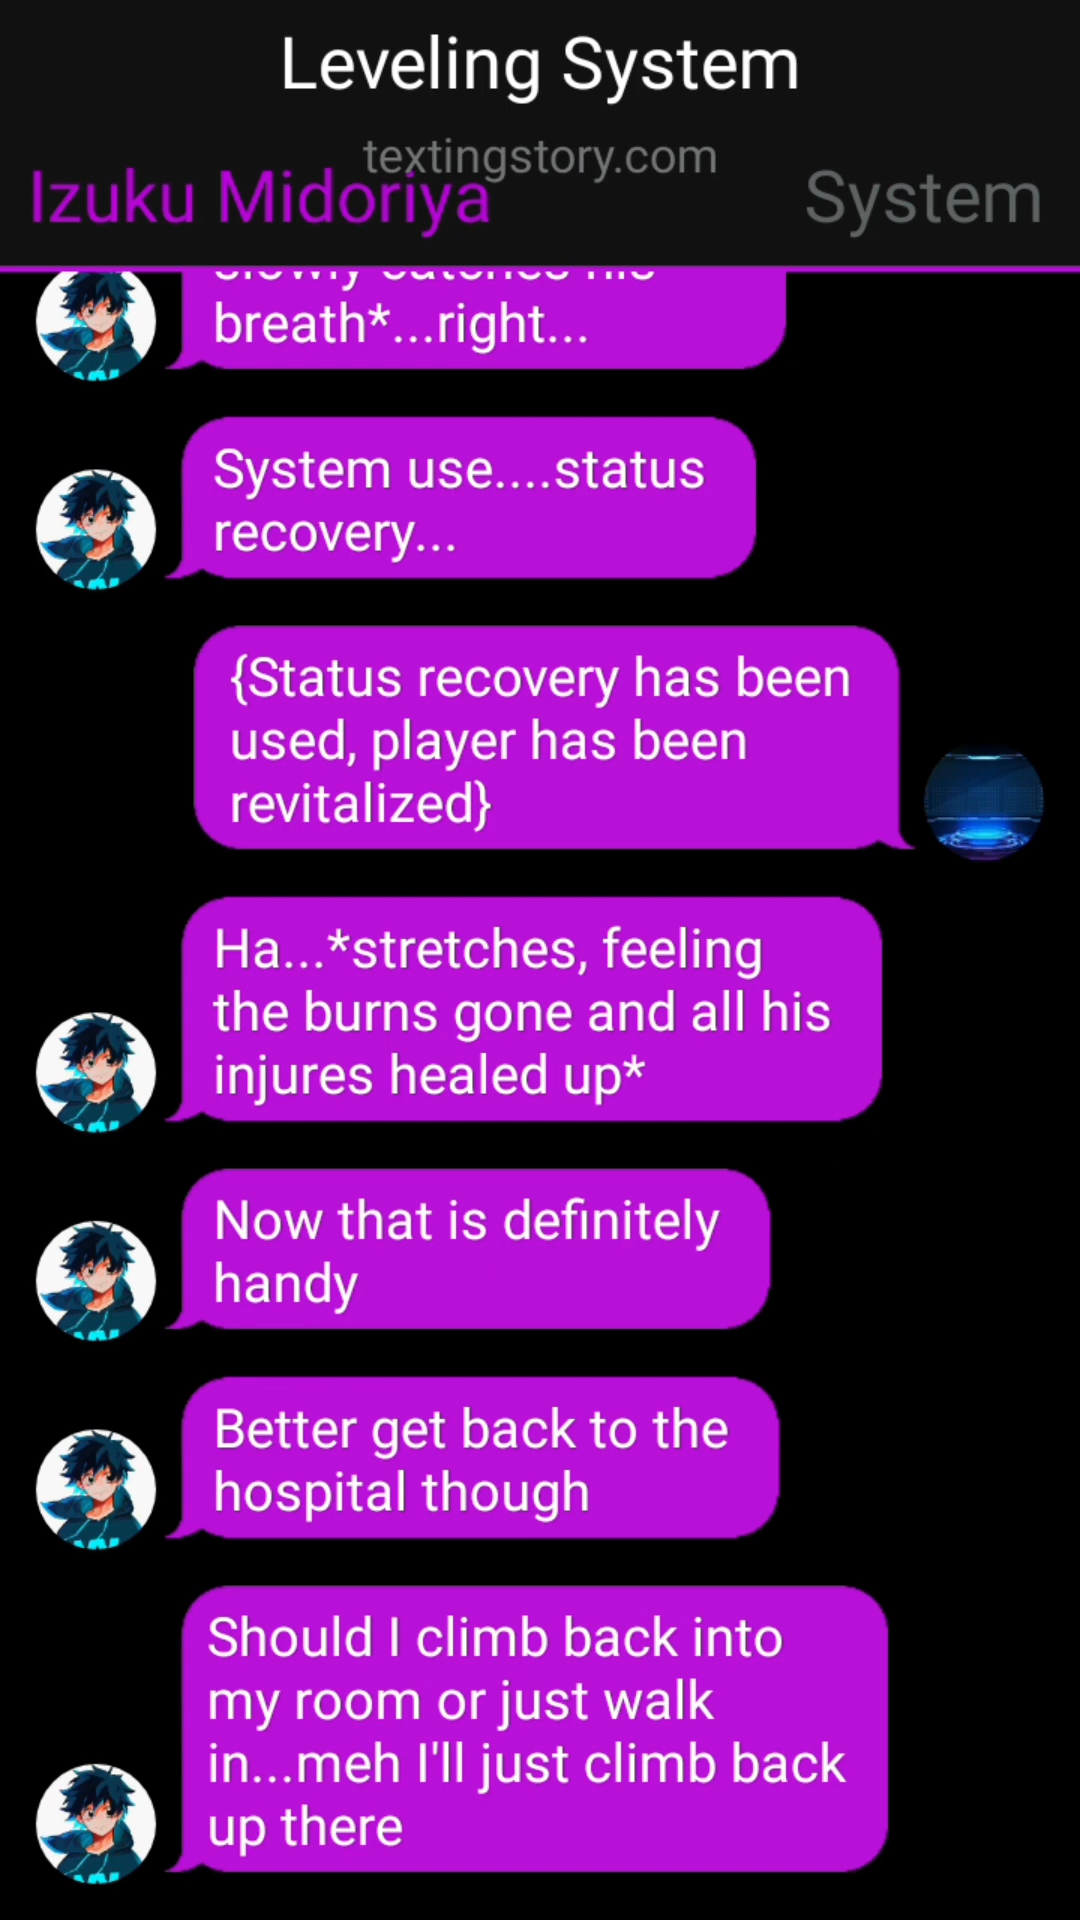 Leveling System
textingstory.com
Izuku Midoriya
System
slowly catches his
breath*...right...
System use....status
recovery...
{Status recovery has been
used, player has been
revitalized}
Ha...*stretches, feeling
the burns gone and all his
injures healed up*
Now that is definitely
handy
Better get back to the
hospital though
Should I climb back into
my room or just walk
in...meh I'll just climb back
up there